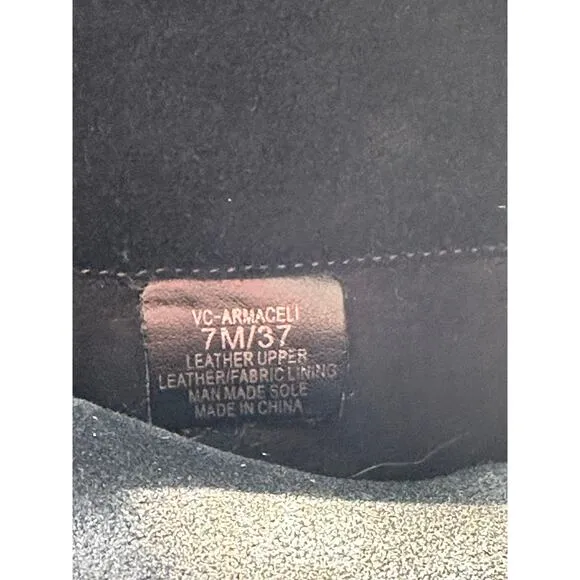 VC-ARMACELI
7M/37
LEATHER UPPER
LEATHER/FABRIC LINING
MAN MADE SOLE
MADE IN CHINA